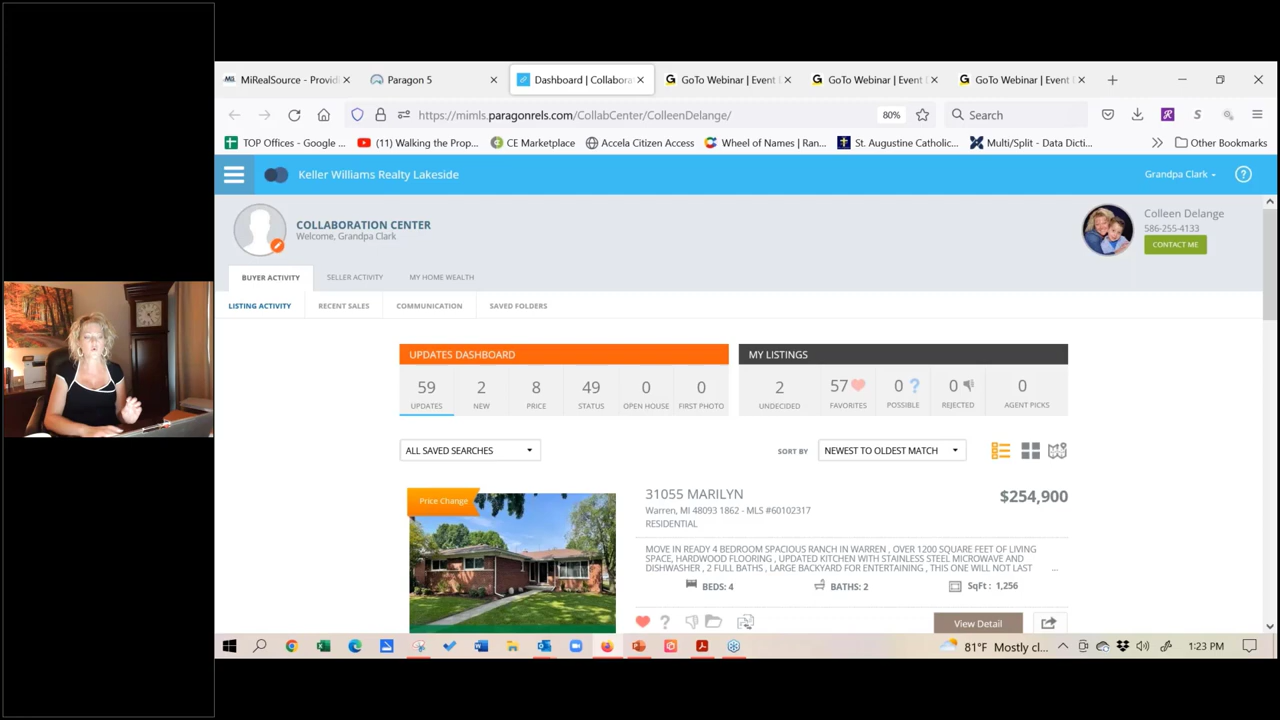 MiRealSource - Providi
Paragon 5
Dashboard | Collabora
GoTo Webinar | Event
GoTo Webinar | Event
GoTo Webinar | Event
https://mimls.paragonrels.com/CollabCenter/ColleenDelange/
80%
Search
TOP Offices - Google ...
(11) Walking the Prop...
CE Marketplace
Accela Citizen Access
Wheel of Names | Ran...
St. Augustine Catholic...
Multi/Split - Data Dicti...
Other Bookmarks
Keller Williams Realty Lakeside
Grandpa Clark
COLLABORATION CENTER
Welcome, Grandpa Clark
Colleen Delange
586-255-4133
CONTACT ME
BUYER ACTIVITY
SELLER ACTIVITY
MY HOME WEALTH
LISTING ACTIVITY
RECENT SALES
COMMUNICATION
SAVED FOLDERS
UPDATES DASHBOARD
59 2 8 49 0 0
UPDATES NEW PRICE STATUS OPEN HOUSE FIRST PHOTO
MY LISTINGS
2 57 0 ? 0 0
UNDECIDED FAVORITES POSSIBLE REJECTED AGENT PICKS
ALL SAVED SEARCHES
SORT BY
NEWEST TO OLDEST MATCH
Price Change
31055 MARILYN
$254,900
Warren, MI 48093 1862 - MLS #60102317
RESIDENTIAL
MOVE IN READY 4 BEDROOM SPACIOUS RANCH IN WARREN , OVER 1200 SQUARE FEET OF LIVING
SPACE, HARDWOOD FLOORING , UPDATED KITCHEN WITH STAINLESS STEEL MICROWAVE AND
DISHWASHER , 2 FULL BATHS , LARGE BACKYARD FOR ENTERTAINING , THIS ONE WILL NOT LAST ...
BEDS: 4
BATHS: 2
SqFt : 1,256
?
View Detail
81°F Mostly cl...
1:23 PM